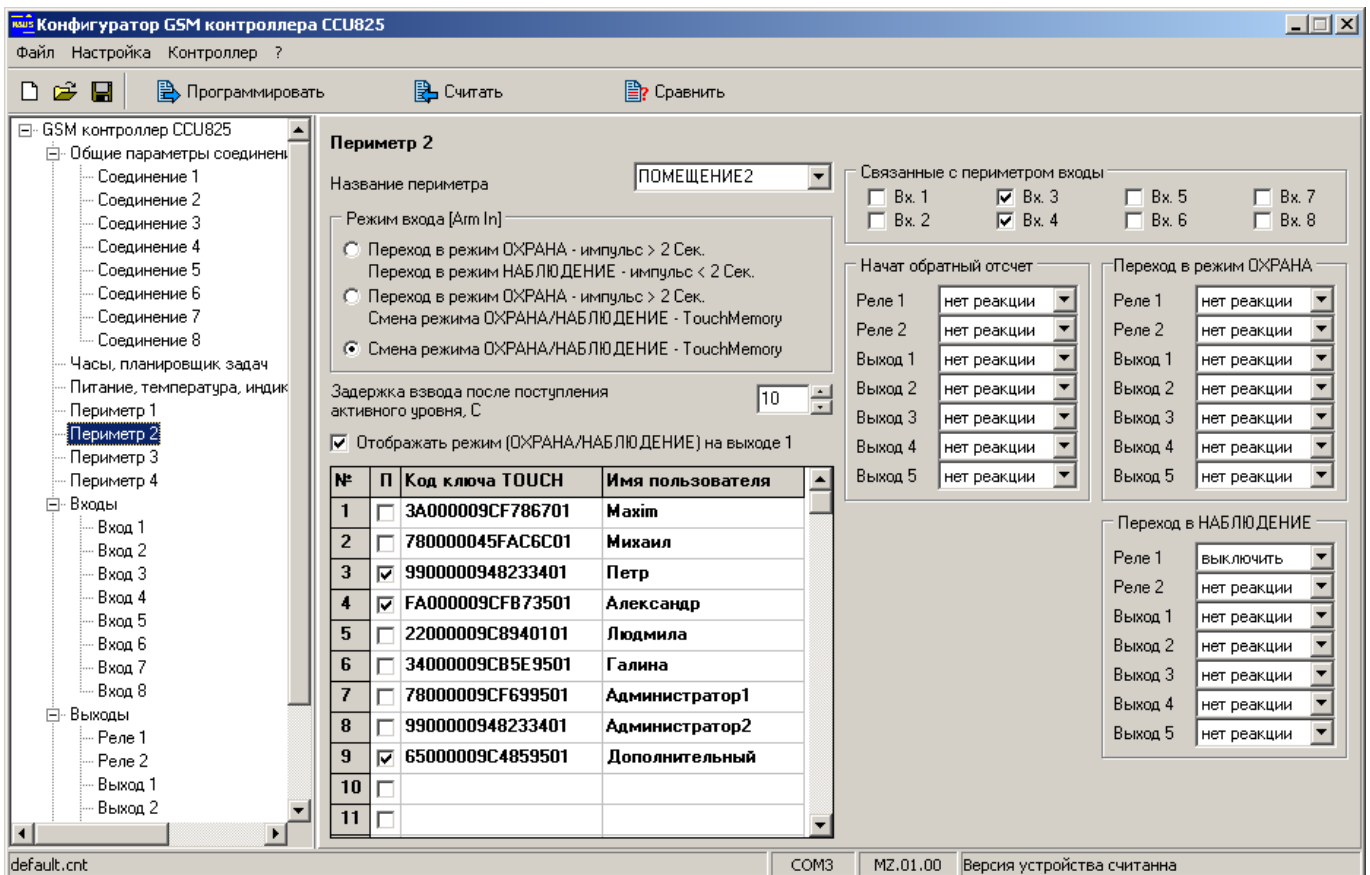 Конфигуратор GSM контроллера CCU825
Файл Настройка Контроллер ?
Программировать Считать Сравнить
GSM контроллер CCU825
Общие параметры соединени
Соединение 1
Соединение 2
Соединение 3
Соединение 4
Соединение 5
Соединение 6
Соединение 7
Соединение 8
Часы, планировщик задач
Питание, температура, индик
Периметр 1
Периметр 2
Периметр 3
Периметр 4
Входы
Вход 1
Вход 2
Вход 3
Вход 4
Вход 5
Вход 6
Вход 7
Вход 8
Выходы
Реле 1
Реле 2
Выход 1
Выход 2
Периметр 2
Название периметра ПОМЕЩЕНИЕ2
Режим входа [Arm In]
Переход в режим ОХРАНА - импульс > 2 Сек.
Переход в режим НАБЛЮДЕНИЕ - импульс < 2 Сек.
Переход в режим ОХРАНА - импульс > 2 Сек.
Смена режима ОХРАНА/НАБЛЮДЕНИЕ - TouchMemory
Смена режима ОХРАНА/НАБЛЮДЕНИЕ - TouchMemory
Задержка взвода после поступления
активного уровня, С 10
Отображать режим (ОХРАНА/НАБЛЮДЕНИЕ) на выходе 1
№ П Код ключа TOUCH Имя пользователя
1 3A000009CF786701 Maxim
2 780000045FAC6C01 Михаил
3 9900000948233401 Петр
4 FA000009CFB73501 Александр
5 22000009C8940101 Людмила
6 34000009CB5E9501 Галина
7 78000009CF699501 Администратор1
8 9900000948233401 Администратор2
9 65000009C4859501 Дополнительный
10
11
Связанные с периметром входы
Вх. 1 Вх. 3 Вх. 5 Вх. 7
Вх. 2 Вх. 4 Вх. 6 Вх. 8
Начат обратный отсчет
Реле 1 нет реакции
Реле 2 нет реакции
Выход 1 нет реакции
Выход 2 нет реакции
Выход 3 нет реакции
Выход 4 нет реакции
Выход 5 нет реакции
Переход в режим ОХРАНА
Реле 1 нет реакции
Реле 2 нет реакции
Выход 1 нет реакции
Выход 2 нет реакции
Выход 3 нет реакции
Выход 4 нет реакции
Выход 5 нет реакции
Переход в НАБЛЮДЕНИЕ
Реле 1 выключить
Реле 2 нет реакции
Выход 1 нет реакции
Выход 2 нет реакции
Выход 3 нет реакции
Выход 4 нет реакции
Выход 5 нет реакции
default.cnt COM3 MZ.01.00 Версия устройства считанна